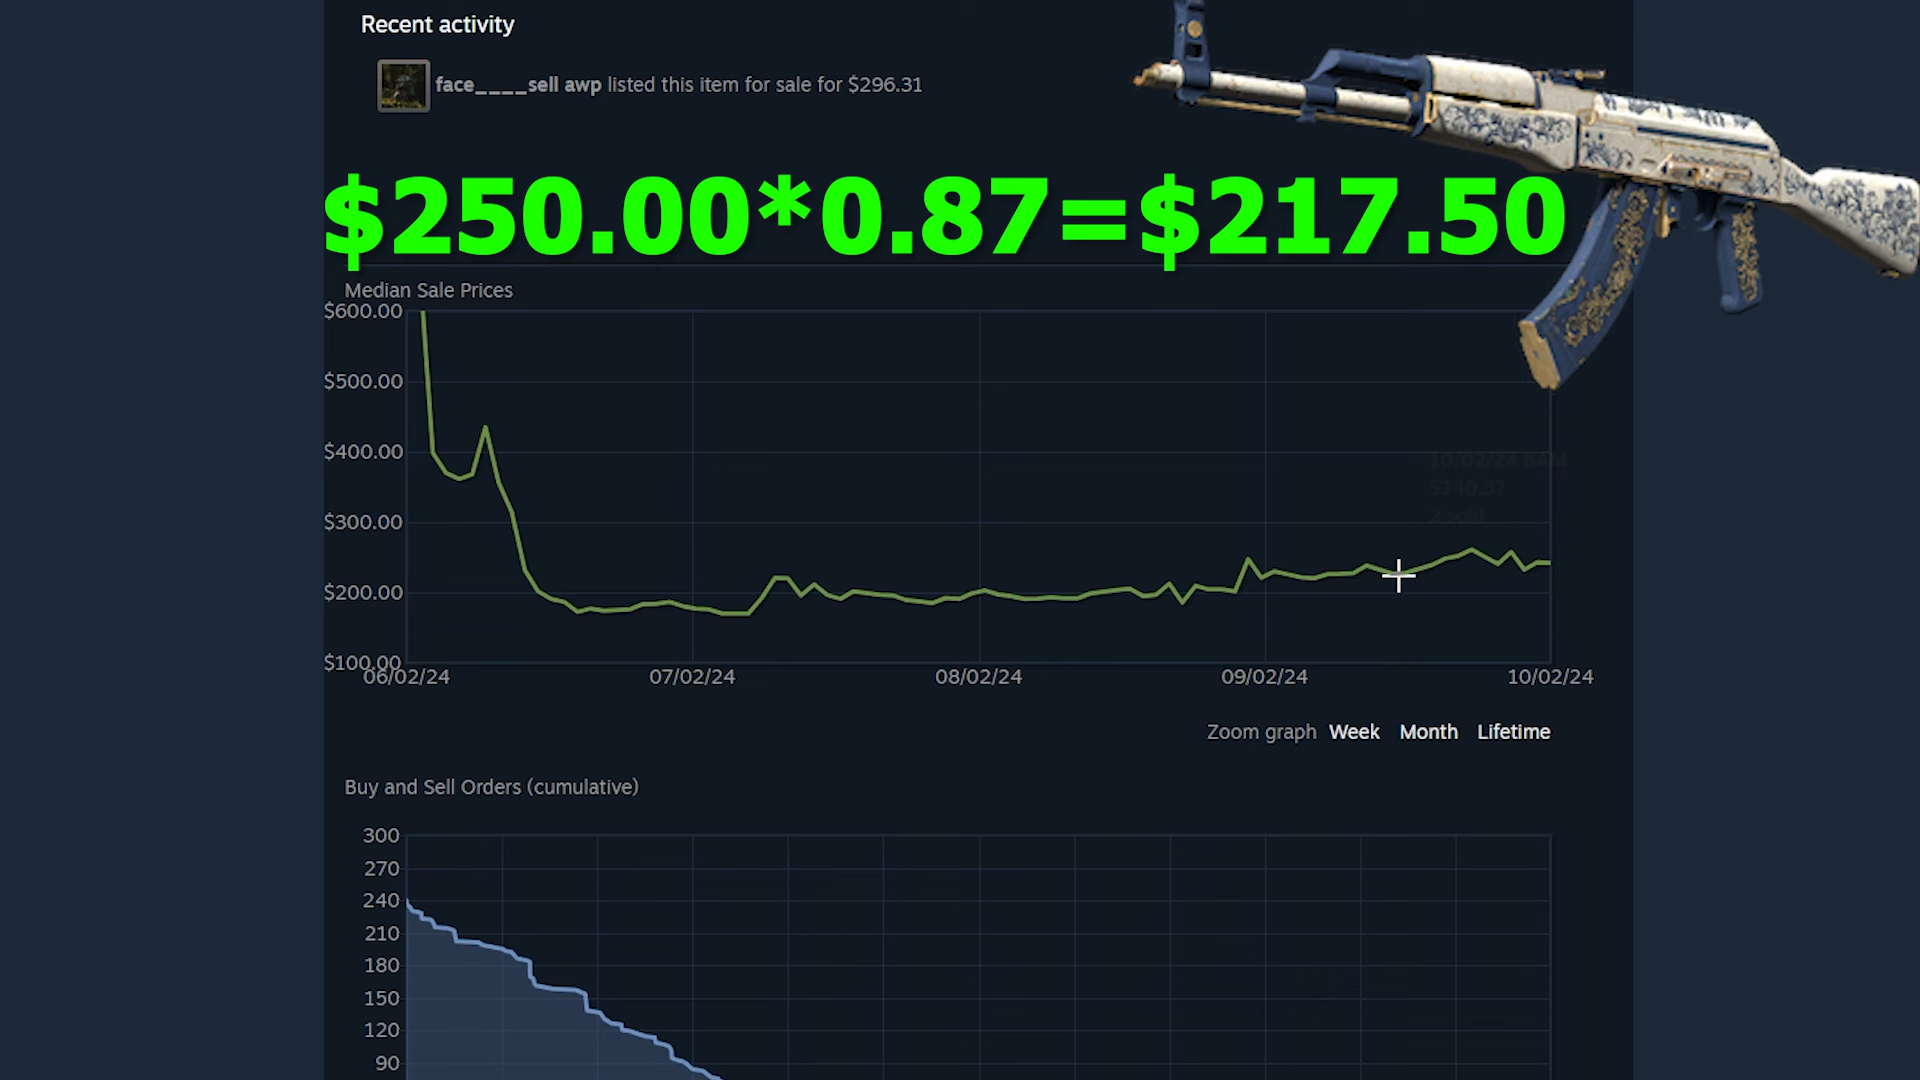 Recent activity
face____sell awp listed this item for sale for $296.31
$250.00*0.87=$217.50
Median Sale Prices
$600.00
$500.00
$400.00
10/02/24
$300.00
$200.00
$100.00
06/02/24 07/02/24 08/02/24 09/02/24 10/02/24
Zoom graph Week Month Lifetime
Buy and Sell Orders (cumulative)
300
270
240
210
180
150
120
90